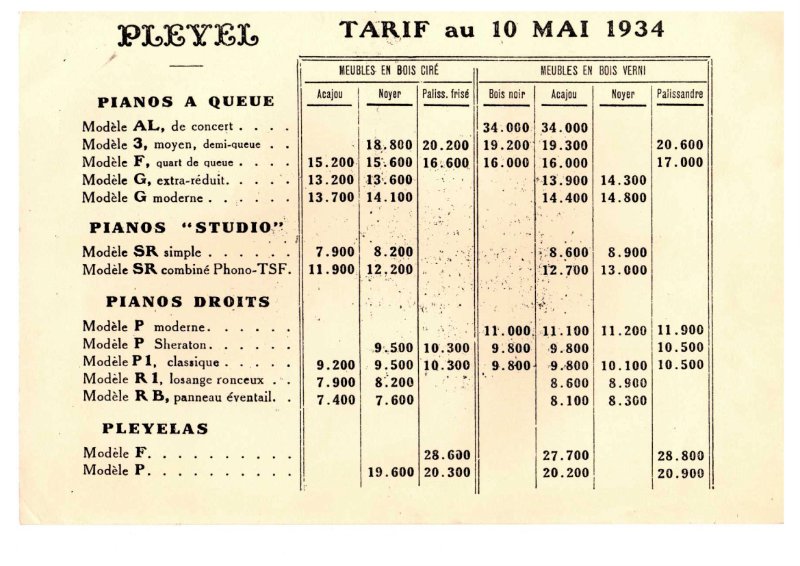 PLEYEL TARIF au 10 MAI 1934
MEUBLES EN BOIS CIRÉ MEUBLES EN BOIS VERNI
Acajou Noyer Paliss. frisé Bois noir Acajou Noyer Palissandre
PIANOS A QUEUE
Modèle AL, de concert . . . . 34.000 34.000
Modèle 3, moyen, demi-queue . . 18.800 20.200 19.200 19.300 20.600
Modèle F, quart de queue . . . . 15.200 15.600 16.600 16.000 16.000 17.000
Modèle G, extra-réduit. . . . . 13.200 13.600 13.900 14.300
Modèle G moderne . . . . . . 13.700 14.100 14.400 14.800
PIANOS "STUDIO"
Modèle SR simple . . . . . . 7.900 8.200 8.600 8.900
Modèle SR combiné Phono-TSF. 11.900 12.200 12.700 13.000
PIANOS DROITS
Modèle P moderne. . . . . . 11.000 11.100 11.200 11.900
Modèle P Sheraton . . . . . . 9.500 10.300 9.800 9.800 10.500
Modèle P1, classique . . . . . 9.200 9.500 10.300 9.800 9.800 10.100 10.500
Modèle R1, losange ronceux . . 7.900 8.200 8.600 8.900
Modèle RB, panneau éventail. . 7.400 7.600 8.100 8.300
PLEYELAS
Modèle F. . . . . . . . . . 28.600 27.700 28.800
Modèle P. . . . . . . . . . 19.600 20.300 20.200 20.900